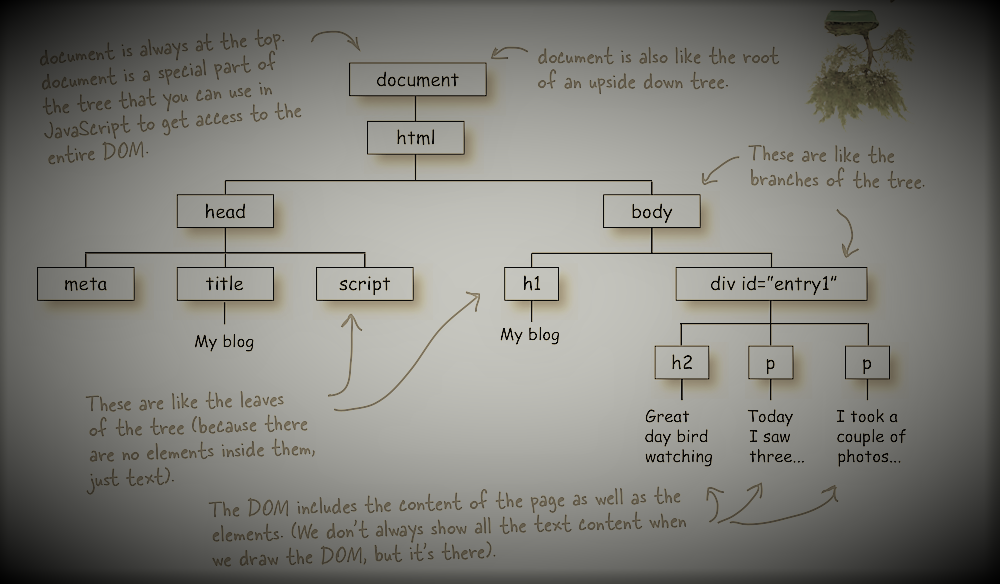 document is always at the top.
document is a special part of
the tree that you can use in
JavaScript to get access to the
entire DOM.
document is also like the root
of an upside down tree.
document
html
These are like the
branches of the tree.
head
body
meta
title
script
h1
div id="entry1"
My blog
My blog
h2
p
p
These are like the leaves
of the tree (because there
are no elements inside them,
just text).
Great
day bird
watching
Today
I saw
three...
I took a
couple of
photos...
The DOM includes the content of the page as well as the
elements. (We don't always show all the text content when
we draw the DOM, but it's there).